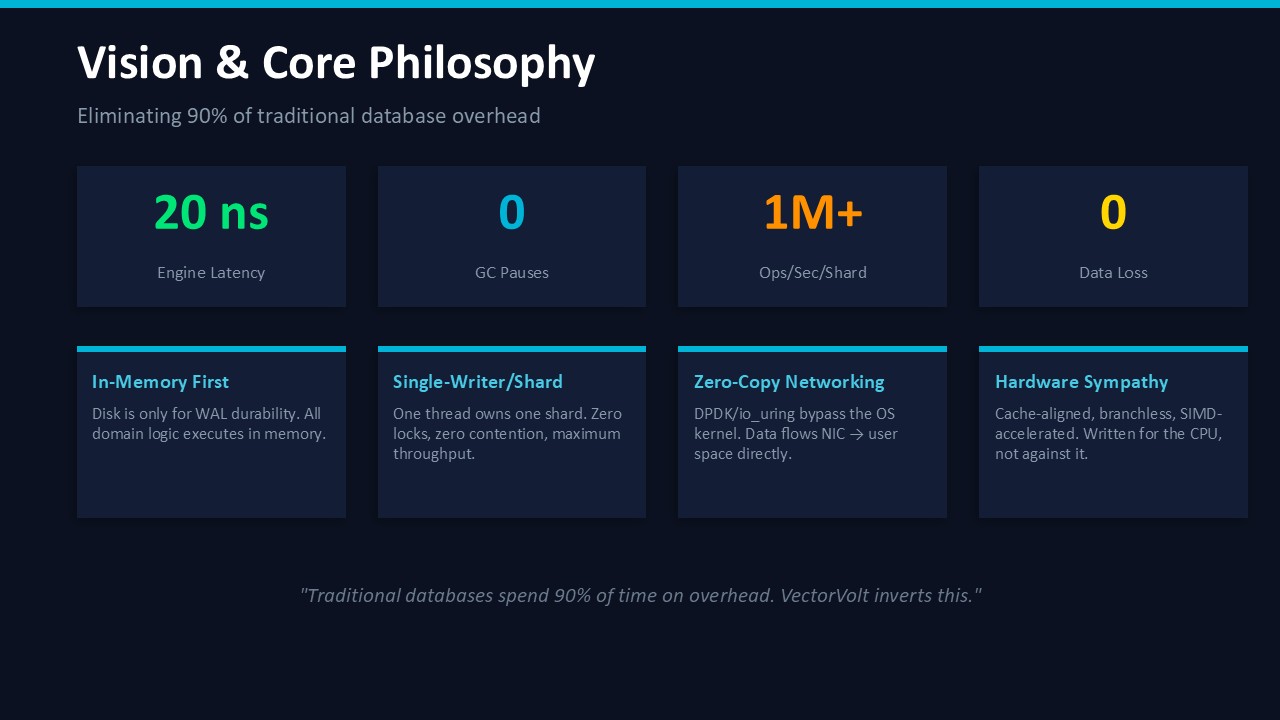 Vision & Core Philosophy
Eliminating 90% of traditional database overhead
20 ns
Engine Latency
0
GC Pauses
1M+
Ops/Sec/Shard
0
Data Loss
In-Memory First
Disk is only for WAL durability. All
domain logic executes in memory.
Single-Writer/Shard
One thread owns one shard. Zero
locks, zero contention, maximum
throughput.
Zero-Copy Networking
DPDK/io_uring bypass the OS
kernel. Data flows NIC → user
space directly.
Hardware Sympathy
Cache-aligned, branchless, SIMD-
accelerated. Written for the CPU,
not against it.
"Traditional databases spend 90% of time on overhead. VectorVolt inverts this."